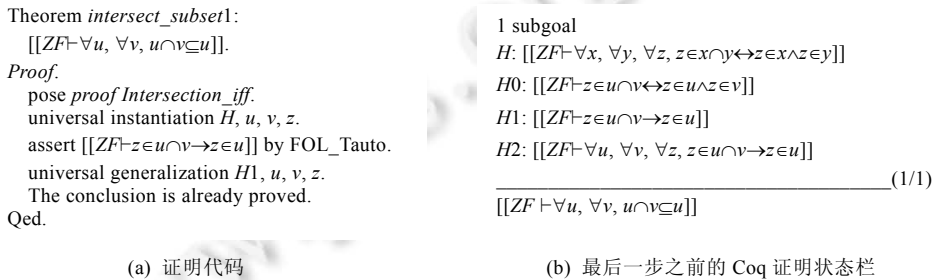 Theorem intersect_subset1:
[[ZF⊢∀u, ∀v, u∩v⊆u]].
Proof.
pose proof Intersection_iff.
universal instantiation H, u, v, z.
assert [[ZF⊢z∈u∩v→z∈u]] by FOL_Tauto.
universal generalization H1, u, v, z.
The conclusion is already proved.
Qed.
(a) 证明代码
1 subgoal
H: [[ZF⊢∀x, ∀y, ∀z, z∈x∩y↔z∈x∧z∈y]]
H0: [[ZF⊢z∈u∩v↔z∈u∧z∈v]]
H1: [[ZF⊢z∈u∩v→z∈u]]
H2: [[ZF⊢∀u, ∀v, ∀z, z∈u∩v→z∈u]]
______________________________________(1/1)
[[ZF ⊢∀u, ∀v, u∩v⊆u]]
(b) 最后一步之前的 Coq 证明状态栏